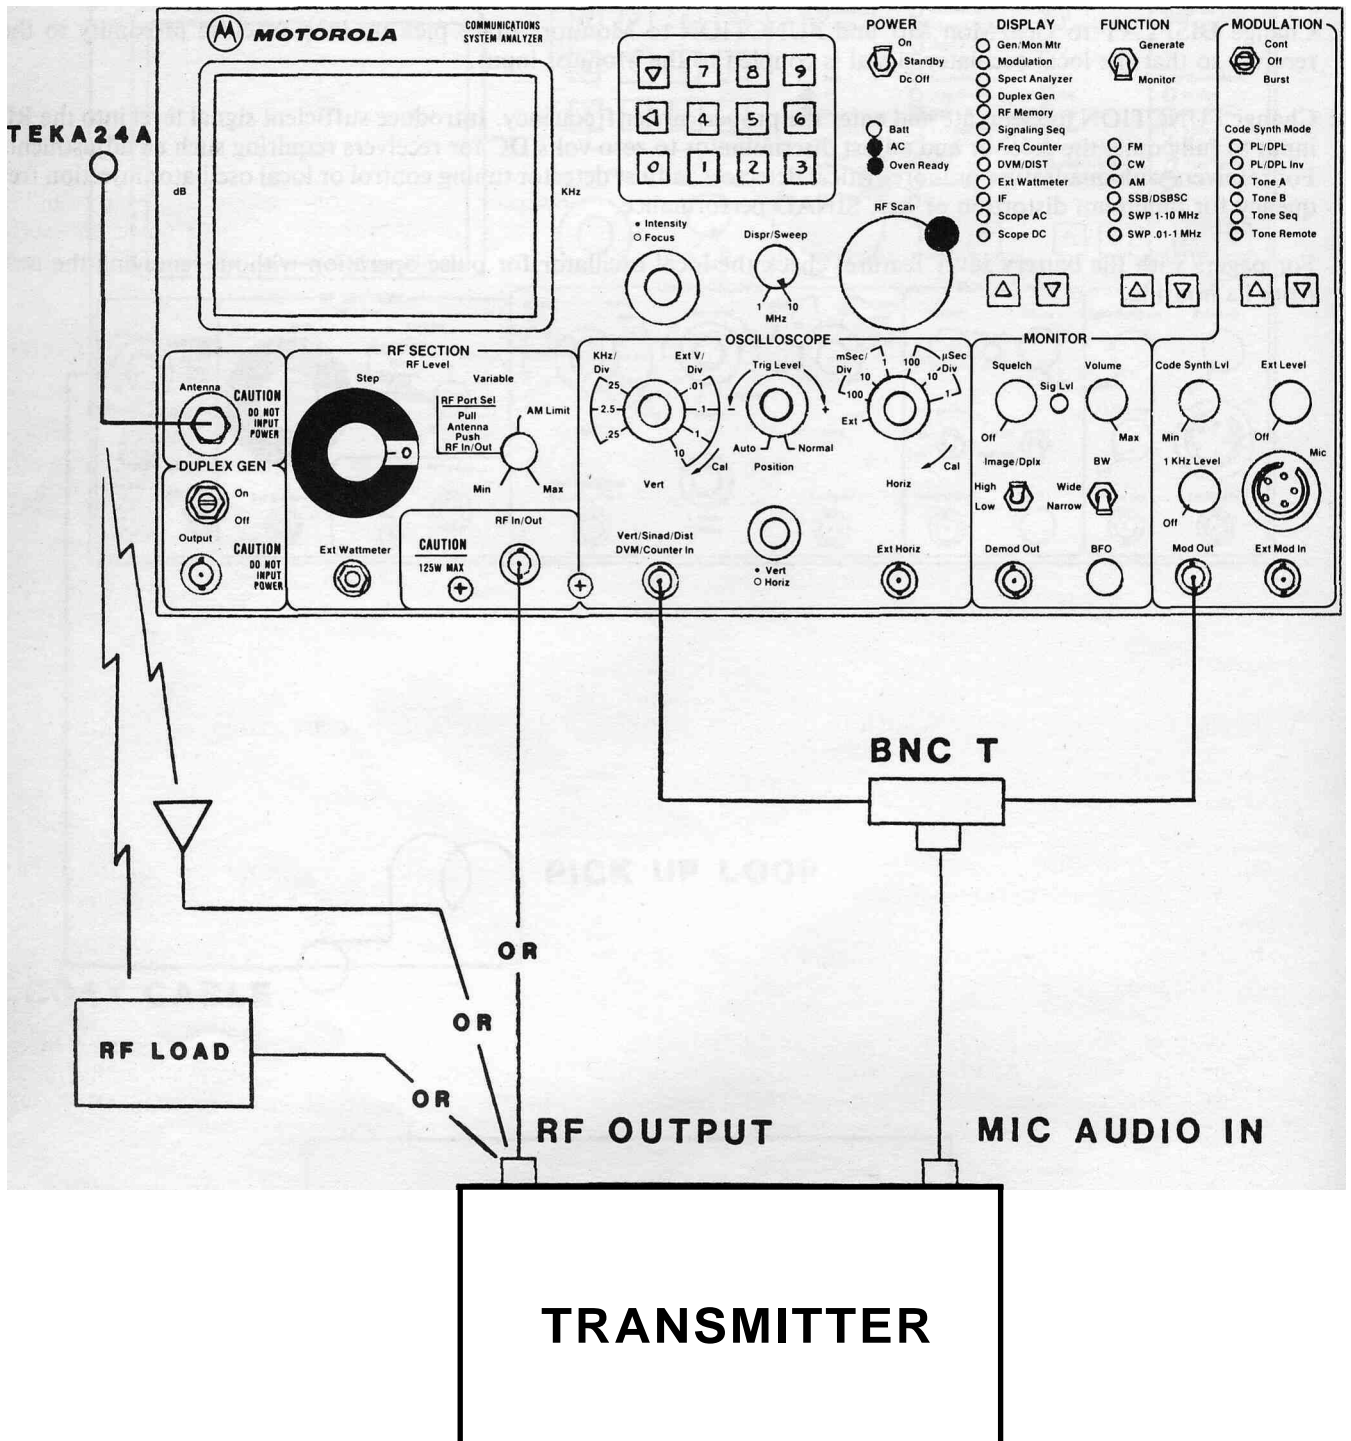 MOTOROLA
COMMUNICATIONS
SYSTEM ANALYZER
POWER
On
Standby
Dc Off
Batt
AC
Oven Ready
DISPLAY
Gen/Mon Mtr
Modulation
Spect Analyzer
Duplex Gen
RF Memory
Signaling Seq
Freq Counter
DVM/DIST
Ext Wattmeter
IF
Scope AC
Scope DC
FUNCTION
Generate
Monitor
FM
CW
AM
SSB/DSBSC
SWP 1-10 MHz
SWP .01-1 MHz
MODULATION
Cont
Off
Burst
Code Synth Mode
PL/DPL
PL/DPL Inv
Tone A
Tone B
Tone Seq
Tone Remote
7 8 9
4 5 6
0 1 2 3
TEKA24A
dB
KHz
Intensity
Focus
Dispr/Sweep
1 10
MHz
RF Scan
Antenna
CAUTION
DO NOT
INPUT
POWER
DUPLEX GEN
On
Off
Output
CAUTION
DO NOT
INPUT
POWER
RF SECTION
RF Level
Step
Variable
RF Port Sel
Pull
Antenna
Push
RF In/Out
AM Limit
0
Min
Max
Ext Wattmeter
CAUTION
125W MAX
RF In/Out
OSCILLOSCOPE
KHz/
Div
25
2.5
.25
Ext V/
Div
.01
.1
1
10
Cal
Vert
Trig Level
- +
Auto
Normal
Position
Vert
Horiz
mSec/
Div
1
10
100
Ext
µSec
Div
100
10
1
Cal
Horiz
Vert/Sinad/Dist
DVM/Counter In
Ext Horiz
MONITOR
Squelch
Sig Lvl
Volume
Off
Max
Image/Dplx
High
Low
BW
Wide
Narrow
Demod Out
BFO
Code Synth Lvl
Ext Level
Min
Off
1 KHz Level
Mic
Off
Mod Out
Ext Mod In
BNC T
OR
OR
RF LOAD
OR
RF OUTPUT
MIC AUDIO IN
TRANSMITTER